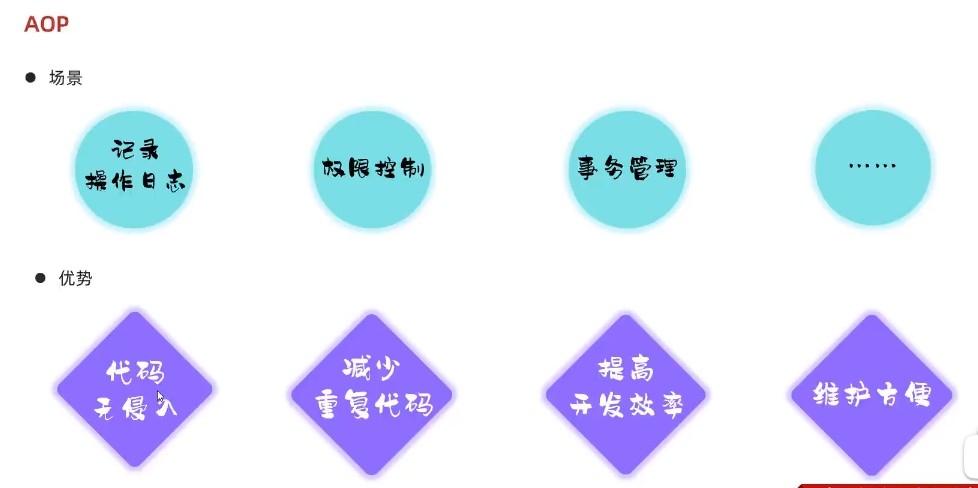 AOP
场景
记录
操作日志
权限控制
事务管理
……
优势
代码
无侵入
减少
重复代码
提高
开发效率
维护方便